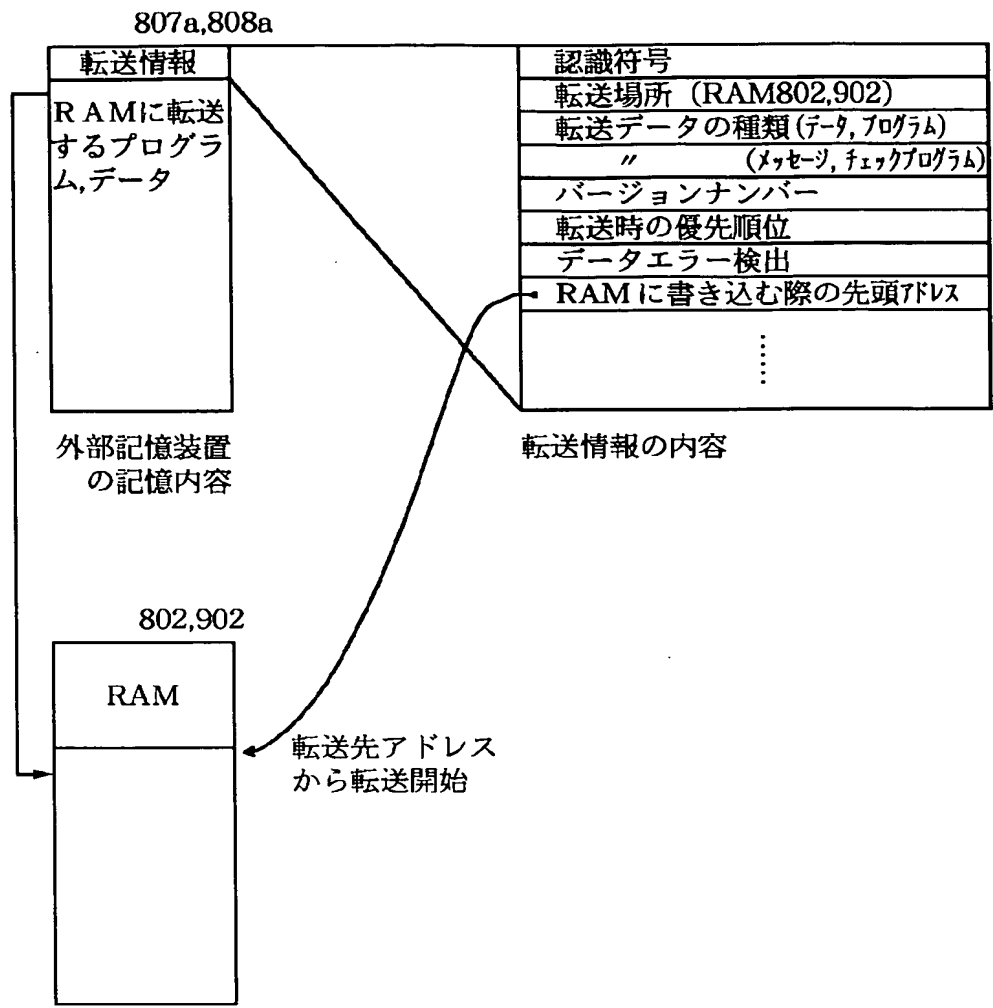 807a,808a
転送情報
RAMに転送
するプログラ
ム,データ
外部記憶装置
の記憶内容
認識符号
転送場所 (RAM802,902)
転送データの種類(データ,プログラム)
〃 (メッセージ,チェックプログラム)
バージョンナンバー
転送時の優先順位
データエラー検出
RAMに書き込む際の先頭アドレス
転送情報の内容
802,902
RAM
転送先アドレス
から転送開始